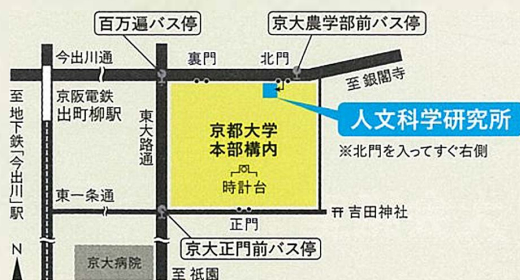 百万遍バス停
京大農学部前バス停
今出川通
裏門
北門
至 銀閣寺
至 地下鉄「今出川」駅
京阪電鉄
出町柳駅
東大路通
京都大学
本部構内
時計台
人文科学研究所
※北門を入ってすぐ右側
東一条通
正門
吉田神社
京大正門前バス停
N
京大病院
至 祇園